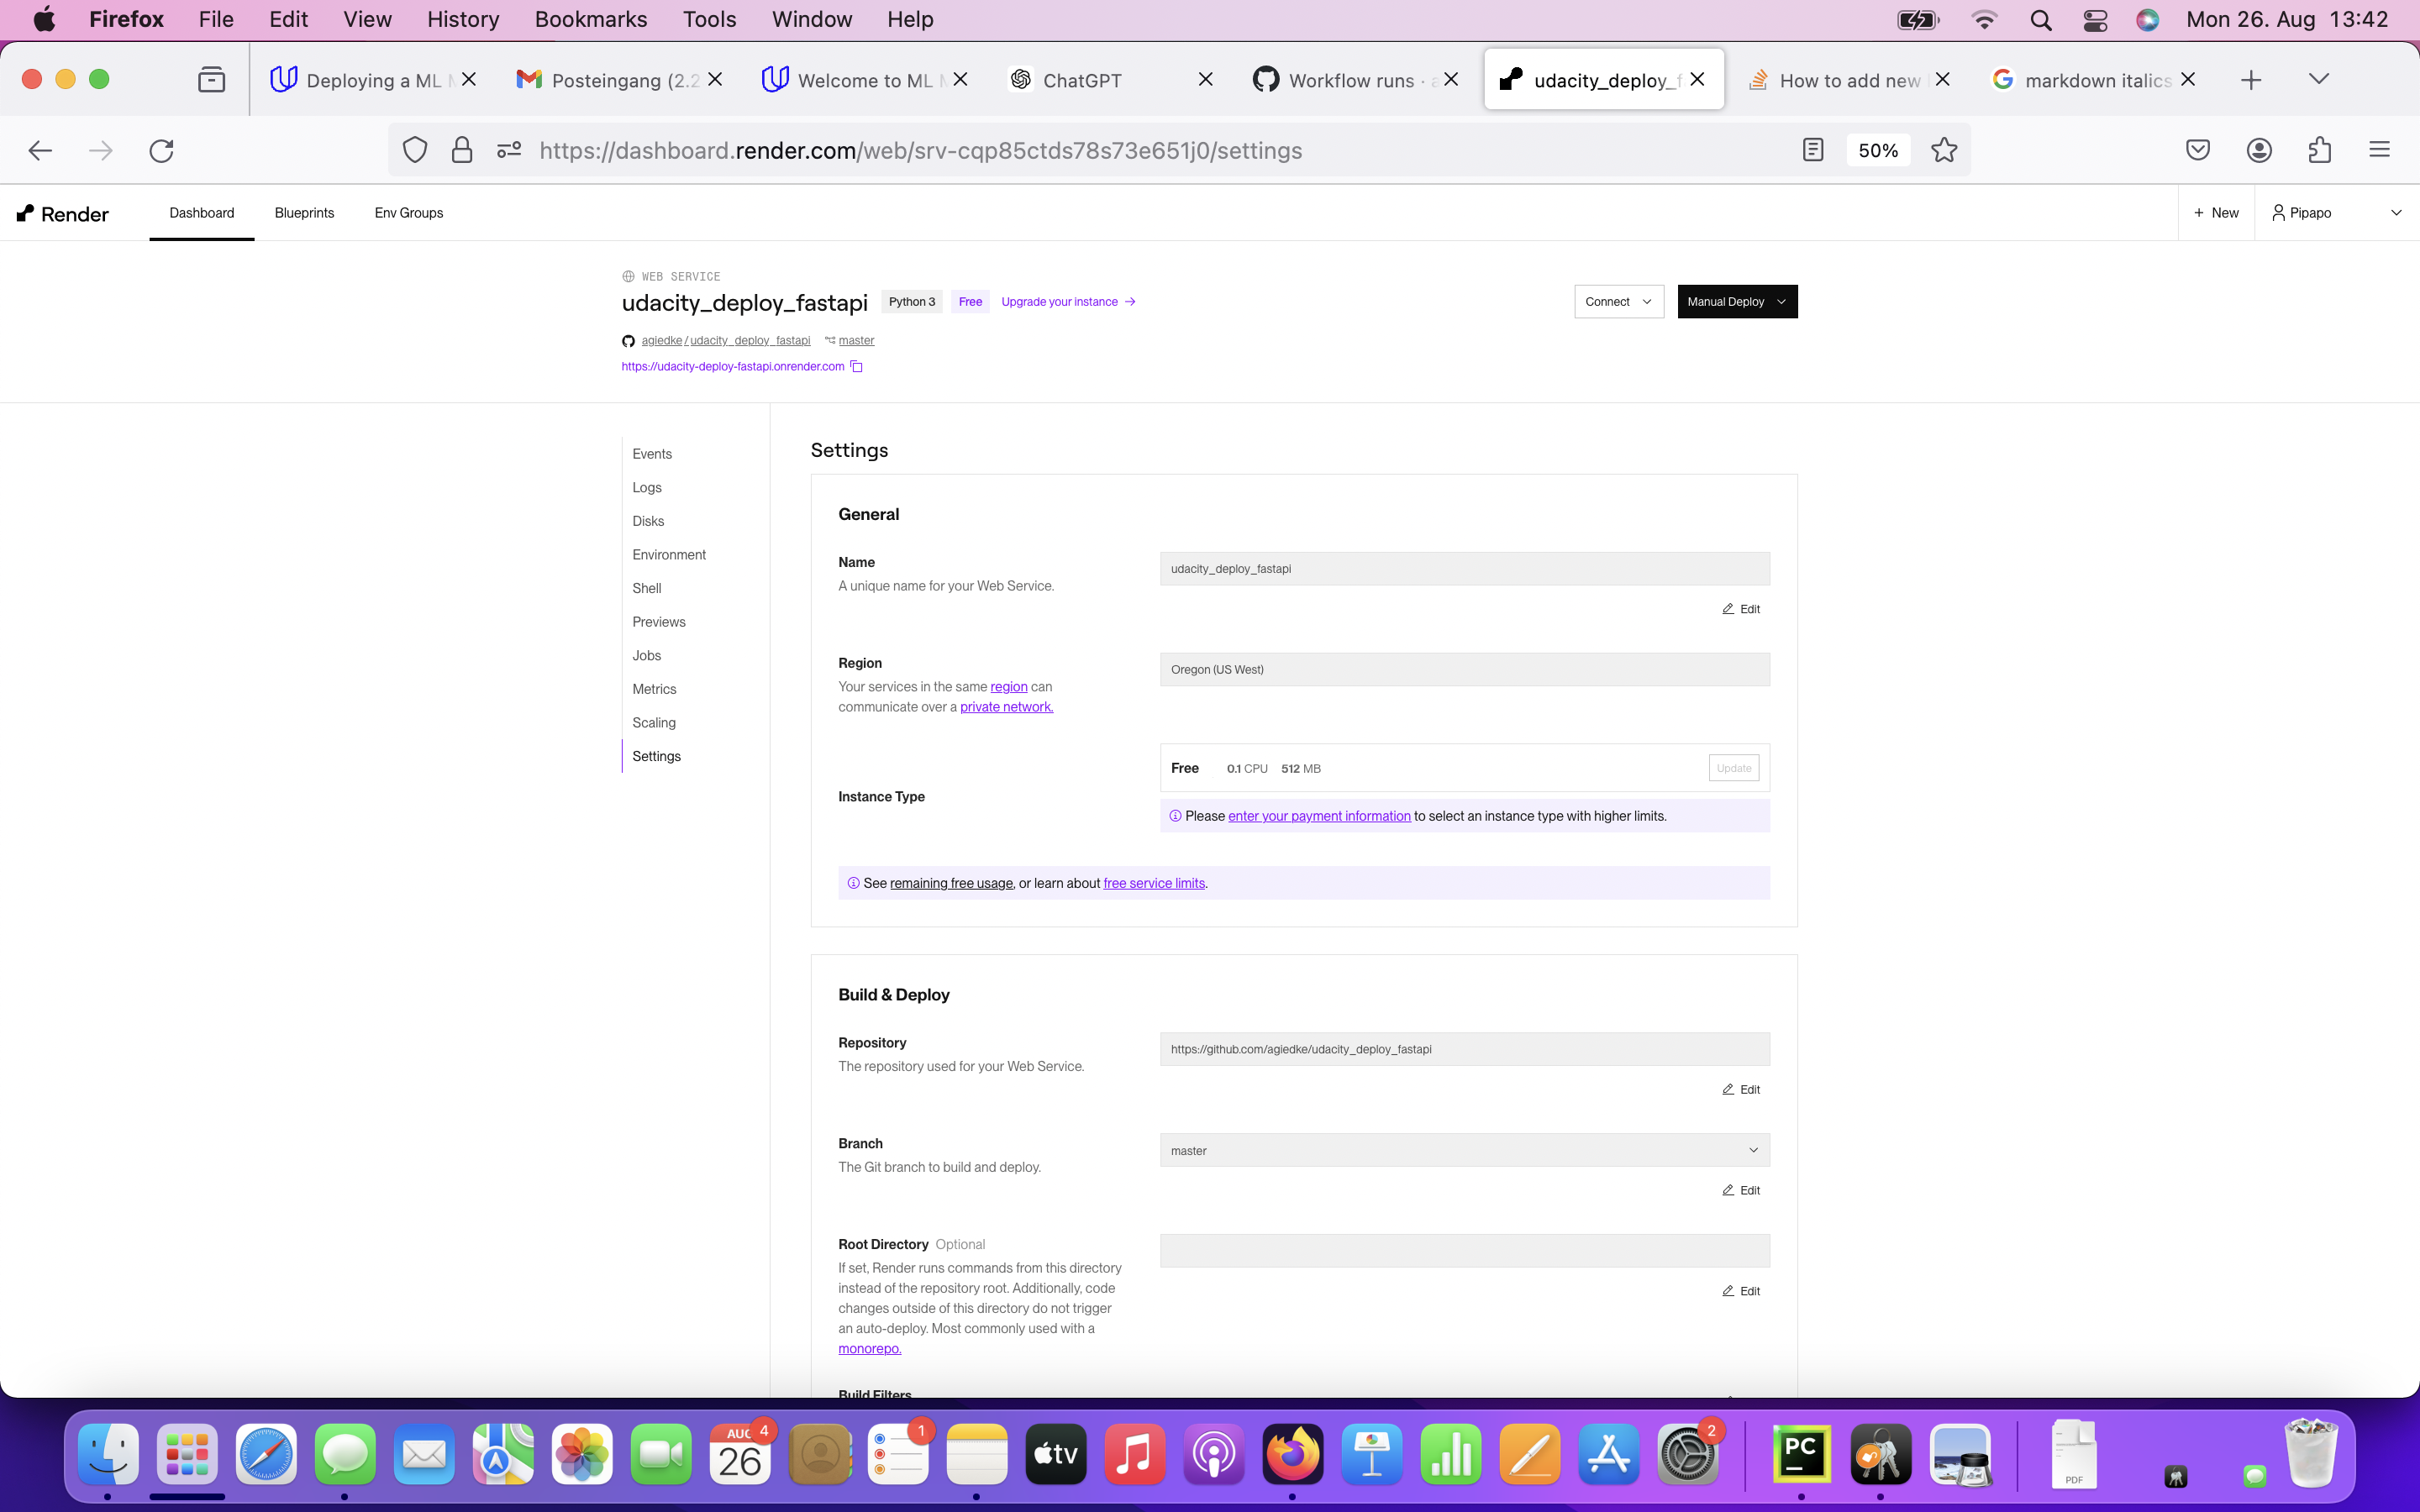 Firefox File Edit View History Bookmarks Tools Window Help Mon 26. Aug 13:42
Deploying a ML Posteingang (2.2 Welcome to ML ChatGPT Workflow runs · udacity_deploy_f How to add new markdown italics
https://dashboard.render.com/web/srv-cqp85ctds78s73e651j0/settings 50%
Render Dashboard Blueprints Env Groups + New Pipapo
WEB SERVICE
udacity_deploy_fastapi Python 3 Free Upgrade your instance → Connect Manual Deploy
agiedke / udacity_deploy_fastapi master
https://udacity-deploy-fastapi.onrender.com
Events
Logs
Disks
Environment
Shell
Previews
Jobs
Metrics
Scaling
Settings
Settings
General
Name
A unique name for your Web Service.
udacity_deploy_fastapi
Edit
Region
Your services in the same region can
communicate over a private network.
Oregon (US West)
Instance Type
Free 0.1 CPU 512 MB Update
Please enter your payment information to select an instance type with higher limits.
See remaining free usage, or learn about free service limits.
Build & Deploy
Repository
The repository used for your Web Service.
https://github.com/agiedke/udacity_deploy_fastapi
Edit
Branch
The Git branch to build and deploy.
master
Edit
Root Directory Optional
If set, Render runs commands from this directory
instead of the repository root. Additionally, code
changes outside of this directory do not trigger
an auto-deploy. Most commonly used with a
monorepo.
Edit
Build Filters
AUG 4
26
1
tv
2
PC
PDF